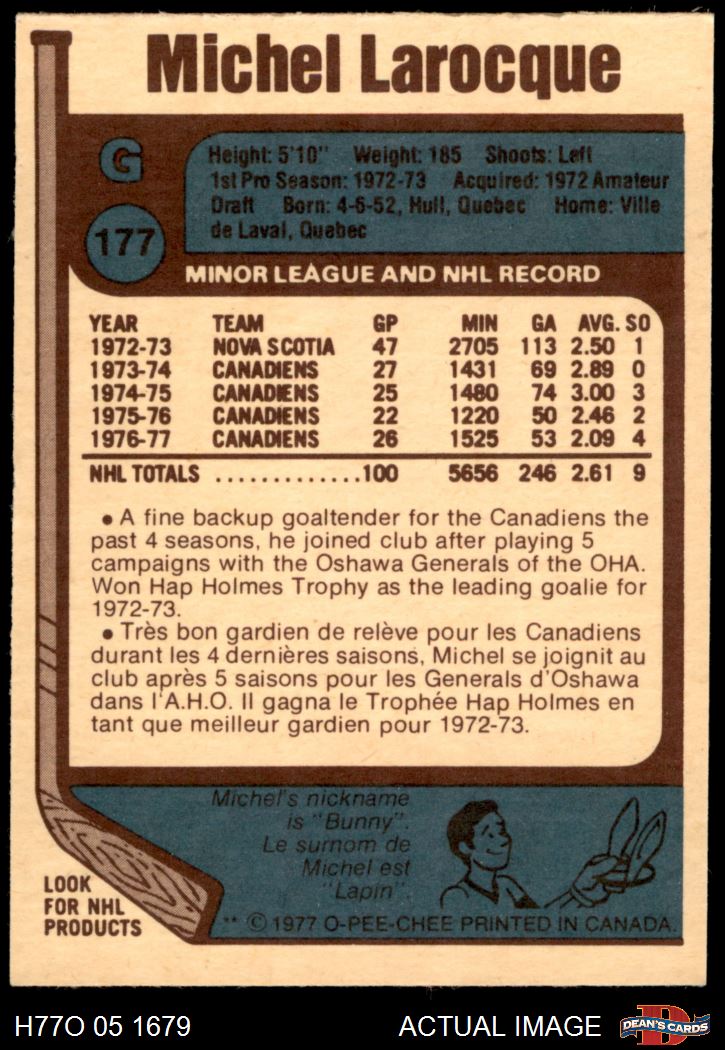 Michel Larocque
G
177
Height: 5'10" Weight: 185 Shoots: Left
1st Pro Season: 1972-73 Acquired: 1972 Amateur
Draft Born: 4-6-52, Hull, Quebec Home: Ville
de Laval, Quebec
MINOR LEAGUE AND NHL RECORD
YEAR TEAM GP MIN GA AVG. SO
1972-73 NOVA SCOTIA 47 2705 113 2.50 1
1973-74 CANADIENS 27 1431 69 2.89 0
1974-75 CANADIENS 25 1480 74 3.00 3
1975-76 CANADIENS 22 1220 50 2.46 2
1976-77 CANADIENS 26 1525 53 2.09 4
NHL TOTALS .............100 5656 246 2.61 9
• A fine backup goaltender for the Canadiens the
past 4 seasons, he joined club after playing 5
campaigns with the Oshawa Generals of the OHA.
Won Hap Holmes Trophy as the leading goalie for
1972-73.
• Très bon gardien de relève pour les Canadiens
durant les 4 dernières saisons, Michel se joignit au
club après 5 saisons pour les Generals d'Oshawa
dans l'A.H.O. Il gagna le Trophée Hap Holmes en
tant que meilleur gardien pour 1972-73.
Michel's nickname
is "Bunny".
Le surnom de
Michel est
"Lapin".
LOOK
FOR NHL
PRODUCTS
** © 1977 O-PEE-CHEE PRINTED IN CANADA.
H77O 05 1679
ACTUAL IMAGE
D
DEAN'S CARDS